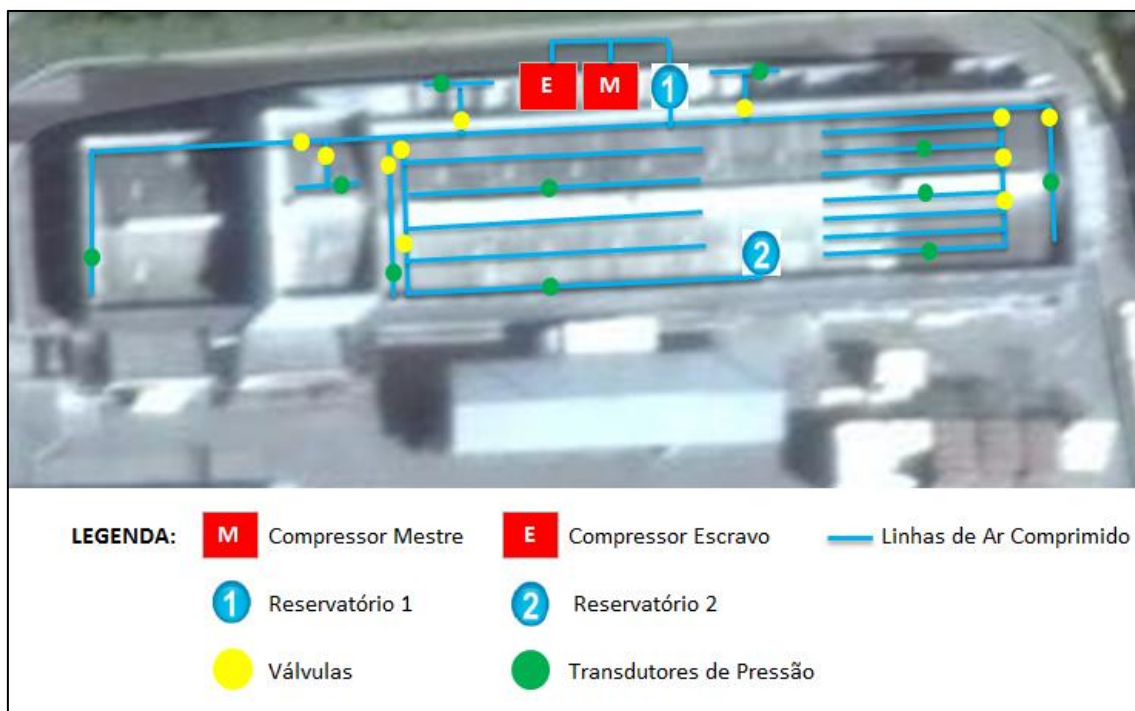 E M 1
2
LEGENDA: M Compressor Mestre E Compressor Escravo Linhas de Ar Comprimido
1 Reservatório 1 2 Reservatório 2
Válvulas Transdutores de Pressão